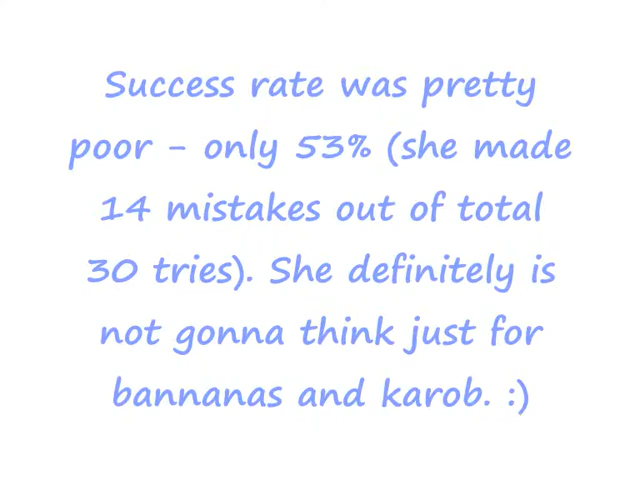 Success rate was pretty
poor - only 53% (she made
14 mistakes out of total
30 tries). She definitely is
not gonna think just for
bannanas and karob. :)